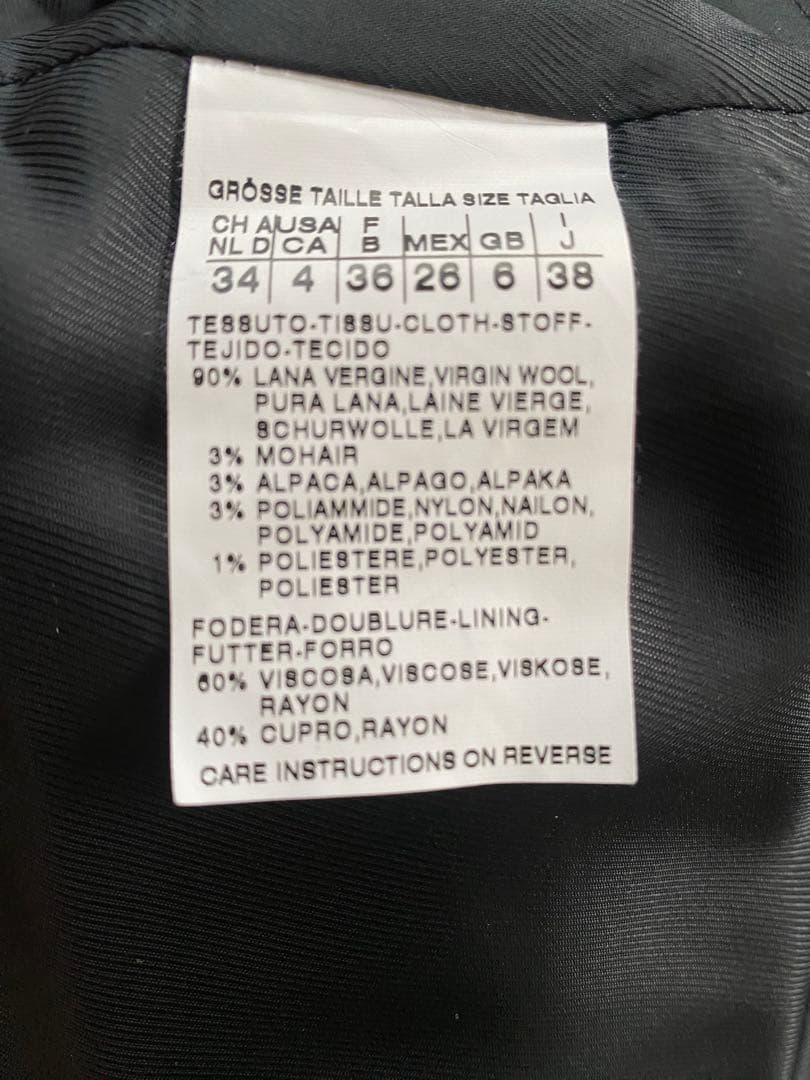 GRÖSSE TAILLE TALLA SIZE TAGLIA
CH A USA F I
NL D CA B MEX GB J
34 4 36 26 6 38
TESSUTO-TISSU-CLOTH-STOFF-
TEJIDO-TECIDO
90% LANA VERGINE,VIRGIN WOOL,
PURA LANA,LAINE VIERGE,
SCHURWOLLE,LA VIRGEM
3% MOHAIR
3% ALPACA,ALPAGO,ALPAKA
3% POLIAMMIDE,NYLON,NAILON,
POLYAMIDE,POLYAMID
1% POLIESTERE,POLYESTER,
POLIESTER
FODERA-DOUBLURE-LINING-
FUTTER-FORRO
60% VISCOSA,VISCOSE,VISKOSE,
RAYON
40% CUPRO,RAYON
CARE INSTRUCTIONS ON REVERSE